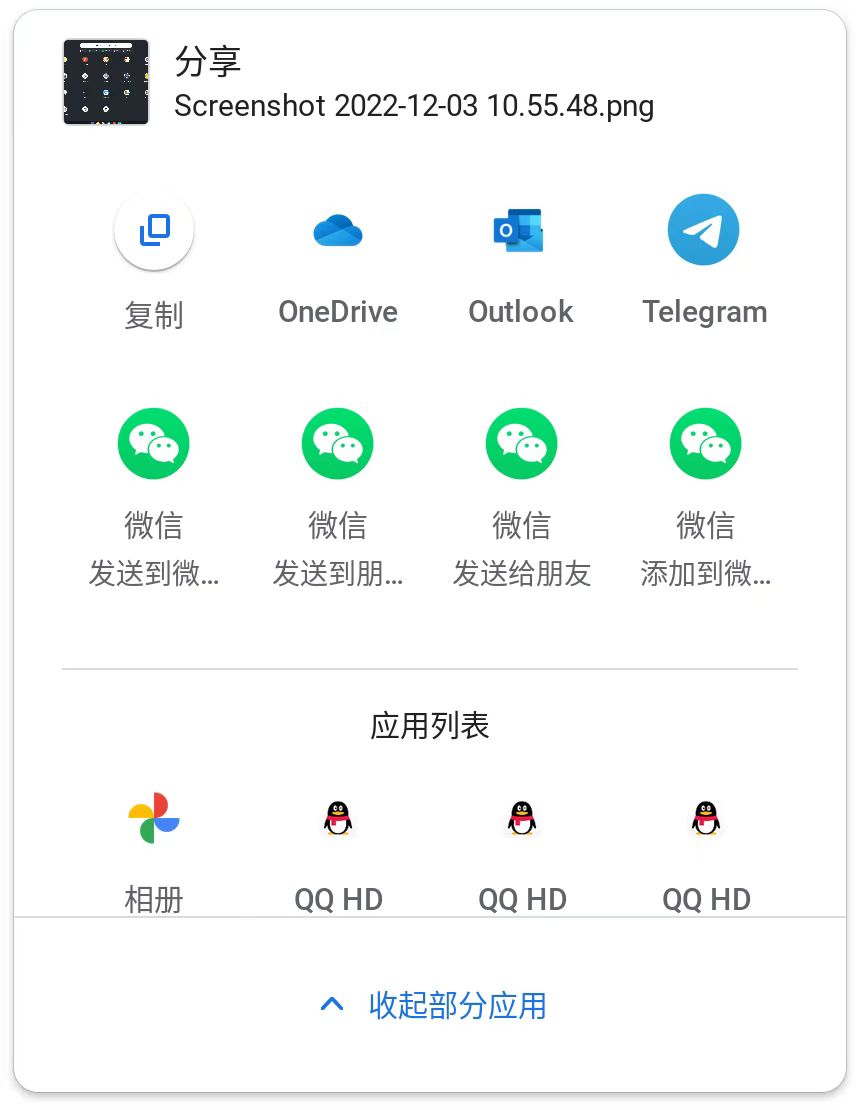 分享
Screenshot 2022-12-03 10.55.48.png
复制
OneDrive
Outlook
Telegram
微信
微信
微信
微信
发送到微...
发送到朋...
发送给朋友
添加到微...
应用列表
相册
QQ HD
QQ HD
QQ HD
收起部分应用